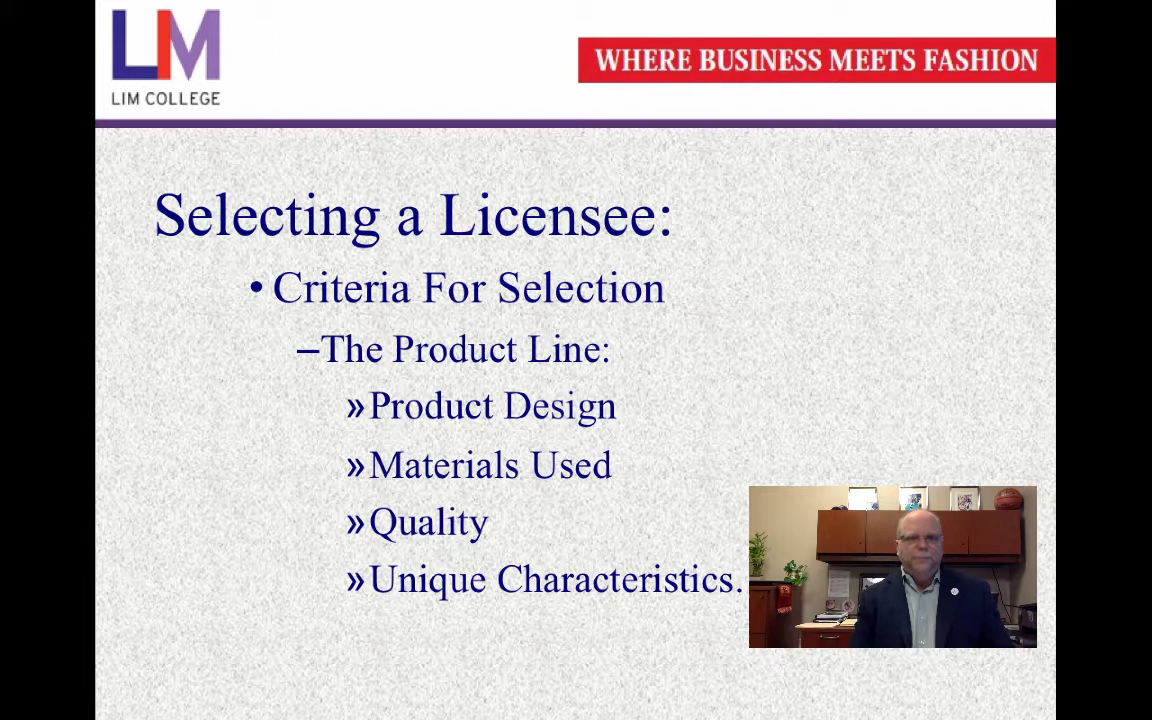 LIM
LIM COLLEGE
WHERE BUSINESS MEETS FASHION
Selecting a Licensee:
• Criteria For Selection
–The Product Line:
»Product Design
»Materials Used
»Quality
»Unique Characteristics.